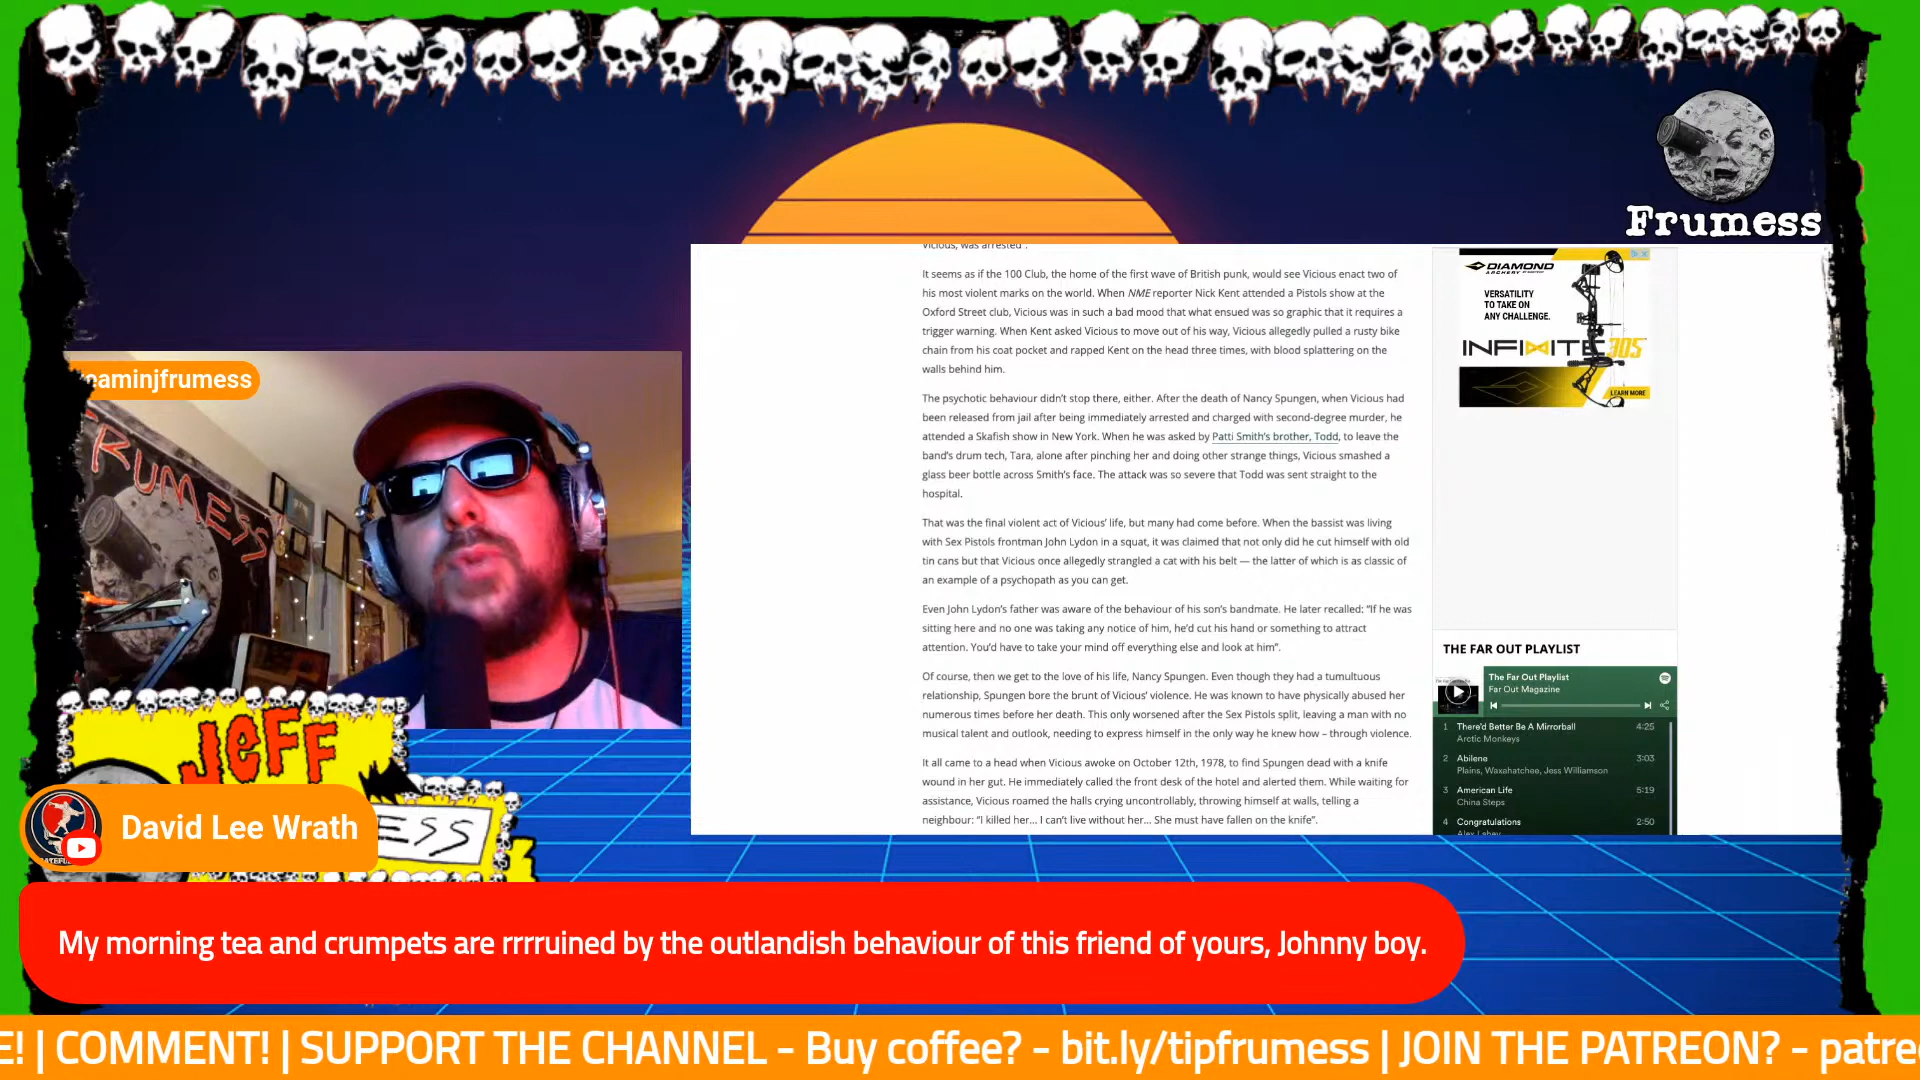 Frumess
Vicious, was arrested".
It seems as if the 100 Club, the home of the first wave of British punk, would see Vicious enact two of
his most violent marks on the world. When NME reporter Nick Kent attended a Pistols show at the
Oxford Street club, Vicious was in such a bad mood that what ensued was so graphic that it requires a
trigger warning. When Kent asked Vicious to move out of his way, Vicious allegedly pulled a rusty bike
chain from his coat pocket and rapped Kent on the head three times, with blood splattering on the
walls behind him.
The psychotic behaviour didn't stop there, either. After the death of Nancy Spungen, when Vicious had
been released from jail after being immediately arrested and charged with second-degree murder, he
attended a Skafish show in New York. When he was asked by Patti Smith's brother, Todd, to leave the
band's drum tech, Tara, alone after pinching her and doing other strange things, Vicious smashed a
glass beer bottle across Smith's face. The attack was so severe that Todd was sent straight to the
hospital.
That was the final violent act of Vicious' life, but many had come before. When the bassist was living
with Sex Pistols frontman John Lydon in a squat, it was claimed that not only did he cut himself with old
tin cans but that Vicious once allegedly strangled a cat with his belt — the latter of which is as classic of
an example of a psychopath as you can get.
Even John Lydon's father was aware of the behaviour of his son's bandmate. He later recalled: "If he was
sitting here and no one was taking any notice of him, he'd cut his hand or something to attract
attention. You'd have to take your mind off everything else and look at him".
Of course, then we get to the love of his life, Nancy Spungen. Even though they had a tumultuous
relationship, Spungen bore the brunt of Vicious' violence. He was known to have physically abused her
numerous times before her death. This only worsened after the Sex Pistols split, leaving a man with no
musical talent and outlook, needing to express himself in the only way he knew how – through violence.
It all came to a head when Vicious awoke on October 12th, 1978, to find Spungen dead with a knife
wound in her gut. He immediately called the front desk of the hotel and alerted them. While waiting for
assistance, Vicious roamed the halls crying uncontrollably, throwing himself at walls, telling a
neighbour: "I killed her... I can't live without her... She must have fallen on the knife".
DIAMOND
ARCHERY
VERSATILITY
TO TAKE ON
ANY CHALLENGE.
INFINITE 305
LEARN MORE
THE FAR OUT PLAYLIST
The Far Out Playlist
Far Out Magazine
1 There'd Better Be A Mirrorball 4:25
Arctic Monkeys
2 Abilene 3:03
Plains, Waxahatchee, Jess Williamson
3 American Life 5:19
China Steps
4 Congratulations 2:50
Alex Lahey
eaminjfrumess
RUMESS
JEFF
ESS
David Lee Wrath
My morning tea and crumpets are rrrruined by the outlandish behaviour of this friend of yours, Johnny boy.
E! | COMMENT! | SUPPORT THE CHANNEL - Buy coffee? - bit.ly/tipfrumess | JOIN THE PATREON? - patre